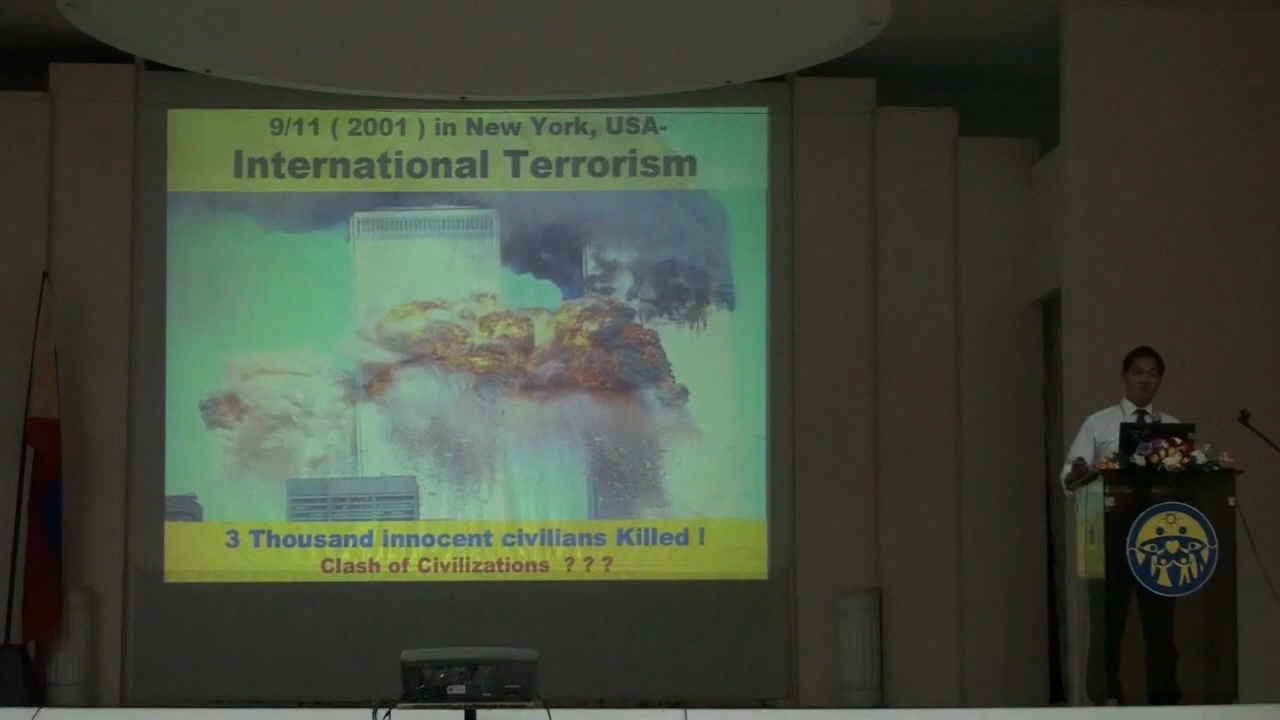 9/11 ( 2001 ) in New York, USA-
International Terrorism
3 Thousand innocent civilians Killed !
Clash of Civilizations ? ? ?